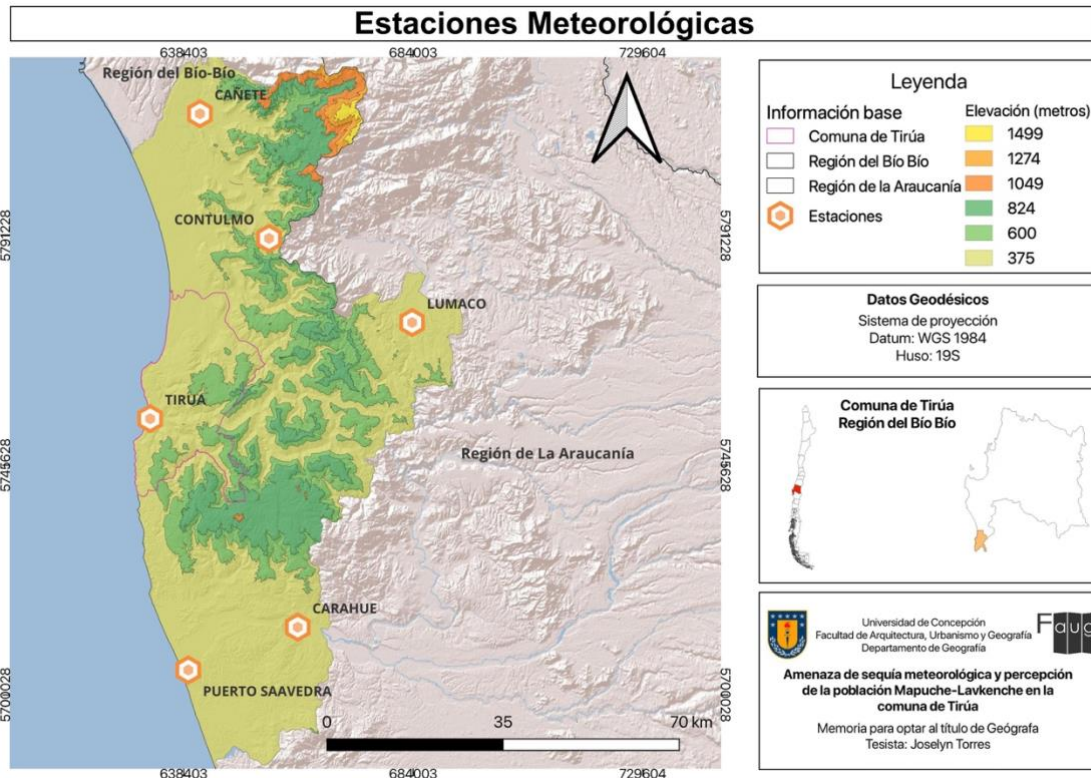 Estaciones Meteorológicas
638403 684003 729604
Región del Bío-Bío
CAÑETE
CONTULMO
LUMACO
TIRÚA
Región de La Araucanía
CARAHUE
PUERTO SAAVEDRA
5791228
5745628
5700028
5791228
5745628
5700028
0 35 70 km
638403 684003 729604
Leyenda
Información base
Comuna de Tirúa
Región del Bío Bío
Región de la Araucanía
Estaciones
Elevación (metros)
1499
1274
1049
824
600
375
Datos Geodésicos
Sistema de proyección
Datum: WGS 1984
Huso: 19S
Comuna de Tirúa
Región del Bío Bío
Universidad de Concepción
Facultad de Arquitectura, Urbanismo y Geografía
Departamento de Geografía
Faug
Amenaza de sequía meteorológica y percepción
de la población Mapuche-Lavkenche en la
comuna de Tirúa
Memoria para optar al título de Geógrafa
Tesista: Joselyn Torres